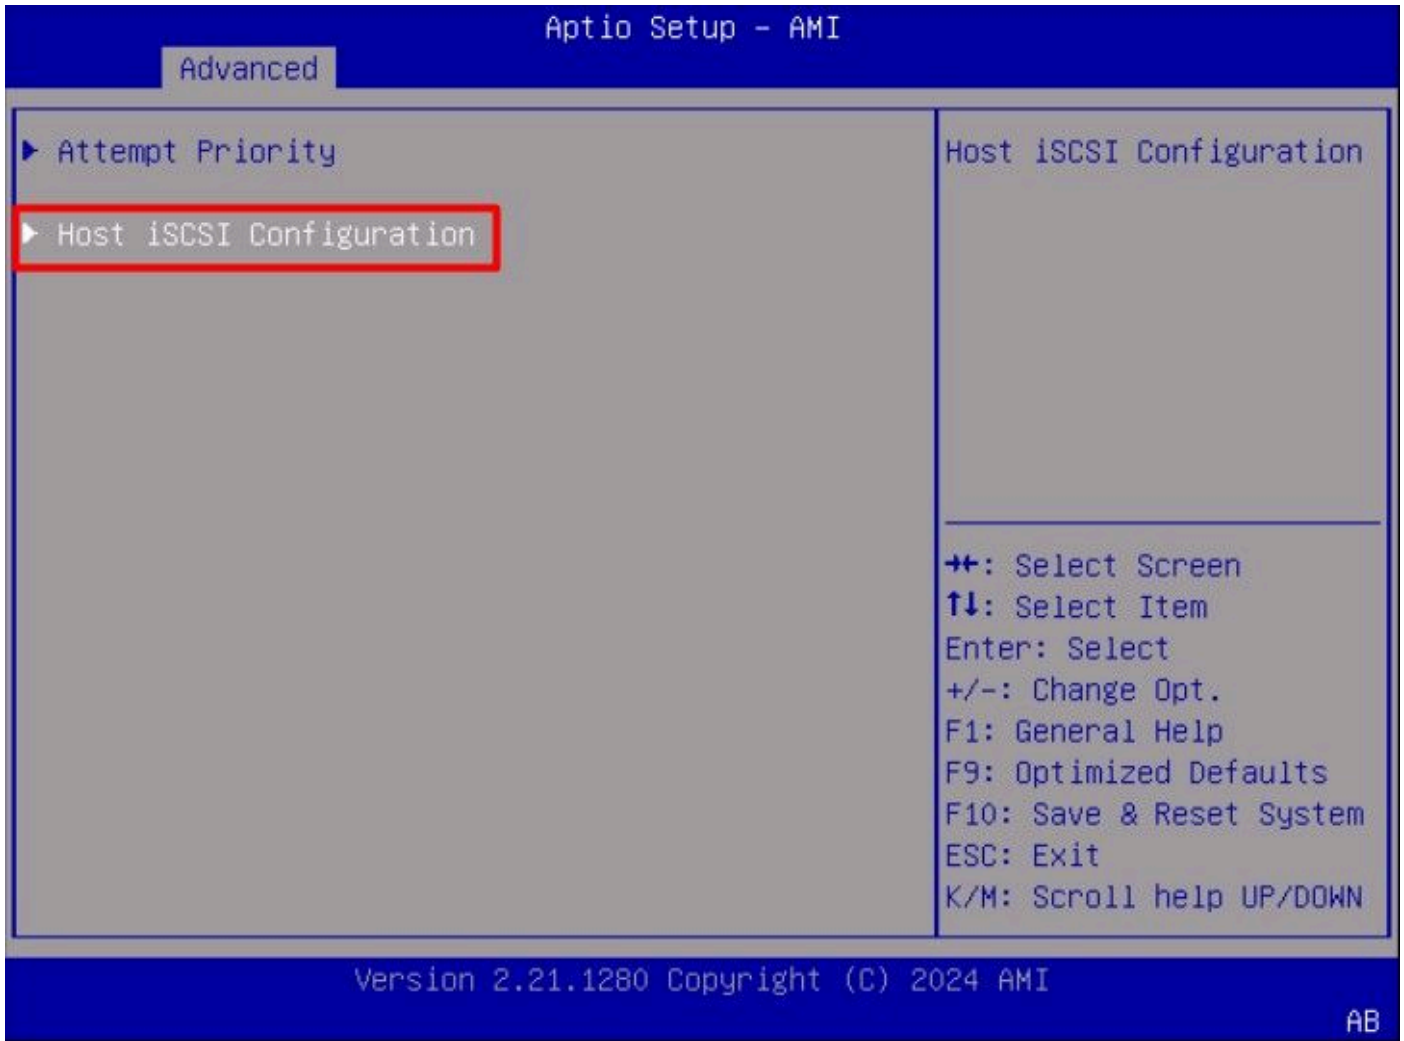 Aptio Setup – AMI
Advanced
▶ Attempt Priority
▶ Host iSCSI Configuration
Host iSCSI Configuration
→←: Select Screen
↑↓: Select Item
Enter: Select
+/-: Change Opt.
F1: General Help
F9: Optimized Defaults
F10: Save & Reset System
ESC: Exit
K/M: Scroll help UP/DOWN
Version 2.21.1280 Copyright (C) 2024 AMI
AB